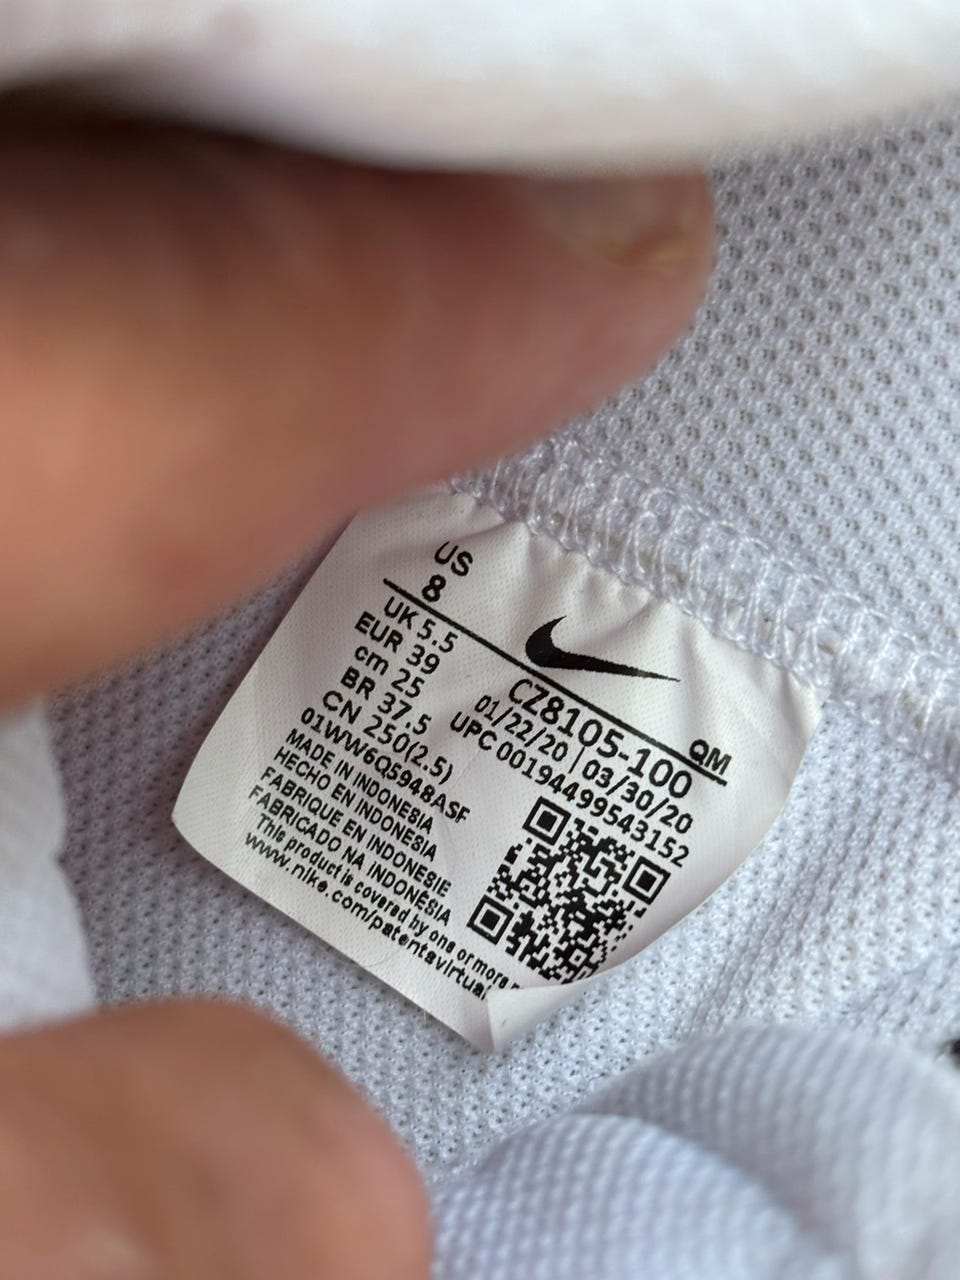 US
8
UK 5.5
EUR 39
cm 25
BR 37.5
CN 250(2.5)
01WW6Q5948ASF
MADE IN INDONESIA
HECHO EN INDONESIA
FABRIQUE EN INDONESIE
FABRICADO NA INDONÉSIA
This product is covered by one or more
www.nike.com/patentavirtual
QM
CZ8105-100
01/22/20 | 03/30/20
UPC 00194499543152